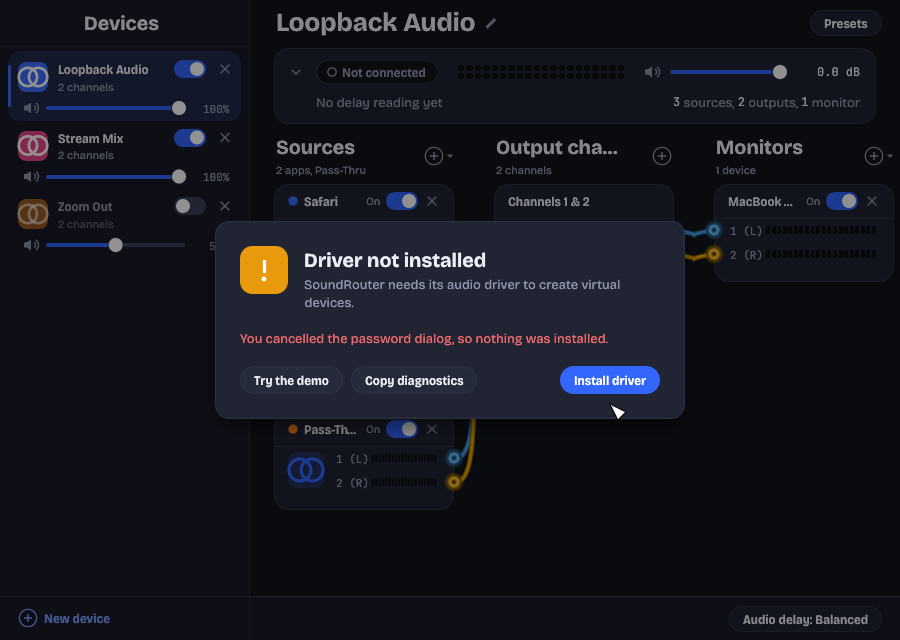 Devices
Loopback Audio
2 channels
100%
Stream Mix
2 channels
100%
Zoom Out
2 channels
New device
Loopback Audio
Presets
Not connected
0.0 dB
No delay reading yet
3 sources, 2 outputs, 1 monitor
Sources
2 apps, Pass-Thru
Output cha...
2 channels
Monitors
1 device
Safari
On
Channels 1 & 2
MacBook ...
On
1 (L)
2 (R)
!
Driver not installed
SoundRouter needs its audio driver to create virtual
devices.
You cancelled the password dialog, so nothing was installed.
Try the demo
Copy diagnostics
Install driver
Pass-Th...
On
1 (L)
2 (R)
Audio delay: Balanced